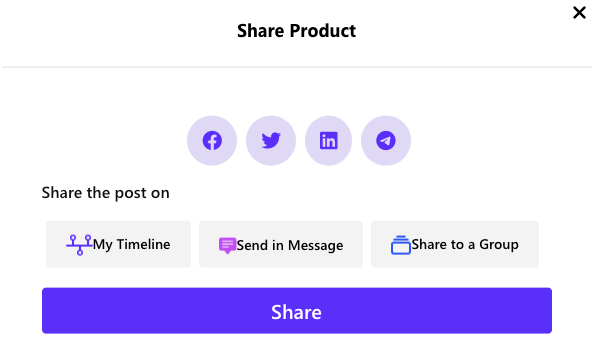 Share Product
Share the post on
My Timeline
Send in Message
Share to a Group
Share